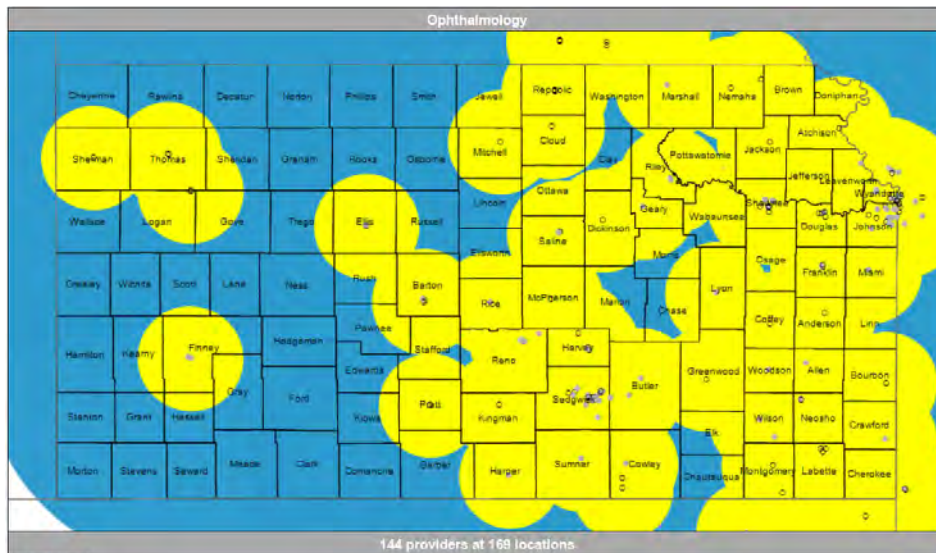 Ophthalmology
Cheyenne Rawlins Decatur Norton Phillips Smith Jewell Republic Washington Marshall Nemaha Brown Doniphan
Sherman Thomas Sheridan Graham Rooks Osborne Mitchell Cloud Clay Riley Pottawatomie Jackson Atchison
Jefferson Leavenworth
Wyandotte
Wallace Logan Gove Trego Ellis Russell Lincoln Ottawa Geary Wabaunsee Shawnee Douglas Johnson
Saline Dickinson
Ellsworth Morris Osage
Greeley Wichita Scott Lane Ness Rush Barton Franklin Miami
Rice McPherson Marion Chase Lyon Coffey Anderson Linn
Hamilton Kearny Finney Hodgeman Pawnee Stafford Reno Harvey
Gray Ford Edwards Sedgwick Butler Greenwood Woodson Allen Bourbon
Stanton Grant Haskell Kiowa Pratt Kingman Wilson Neosho Crawford
Elk
Morton Stevens Seward Meade Clark Comanche Barber Harper Sumner Cowley Chautauqua Montgomery Labette Cherokee
144 providers at 169 locations